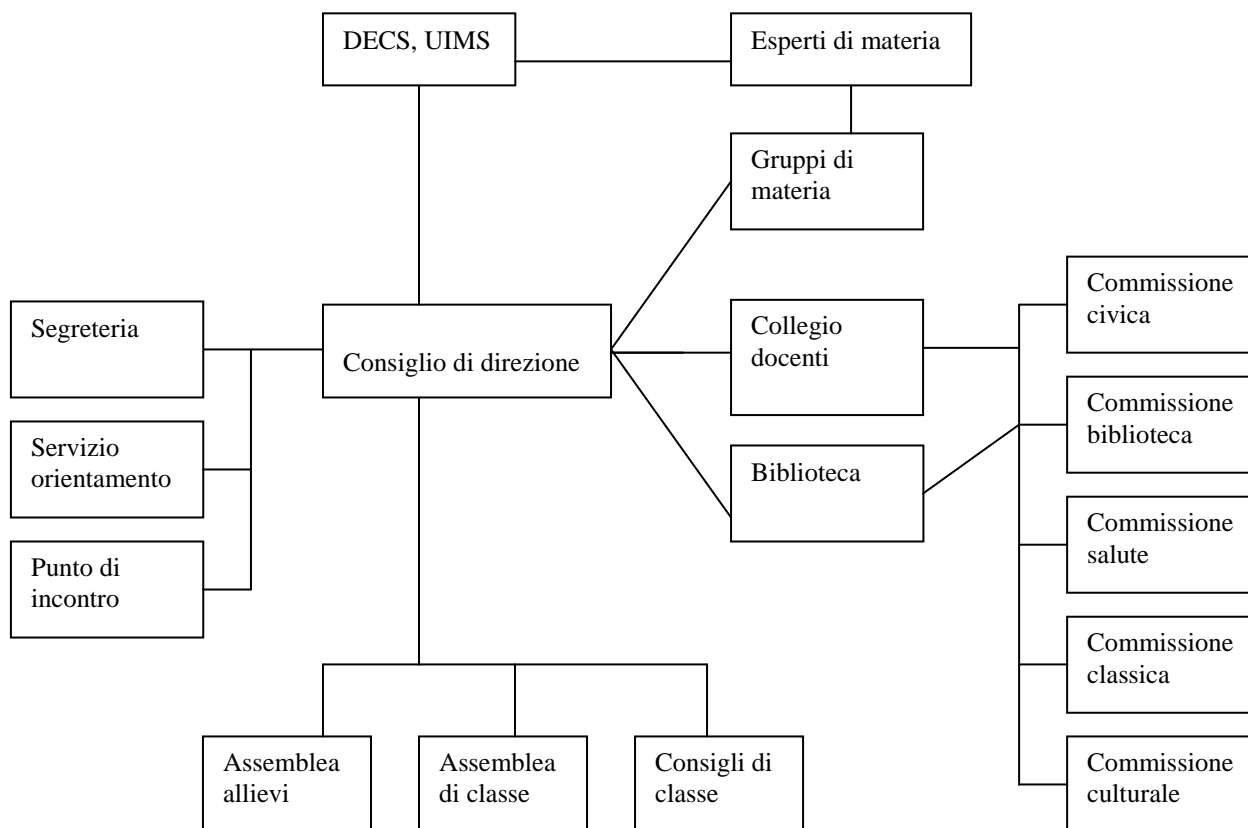 DECS, UIMS
Esperti di materia
Gruppi di
materia
Segreteria
Consiglio di direzione
Collegio
docenti
Commissione
civica
Servizio
orientamento
Biblioteca
Commissione
biblioteca
Punto di
incontro
Commissione
salute
Commissione
classica
Assemblea
allievi
Assemblea
di classe
Consigli di
classe
Commissione
culturale